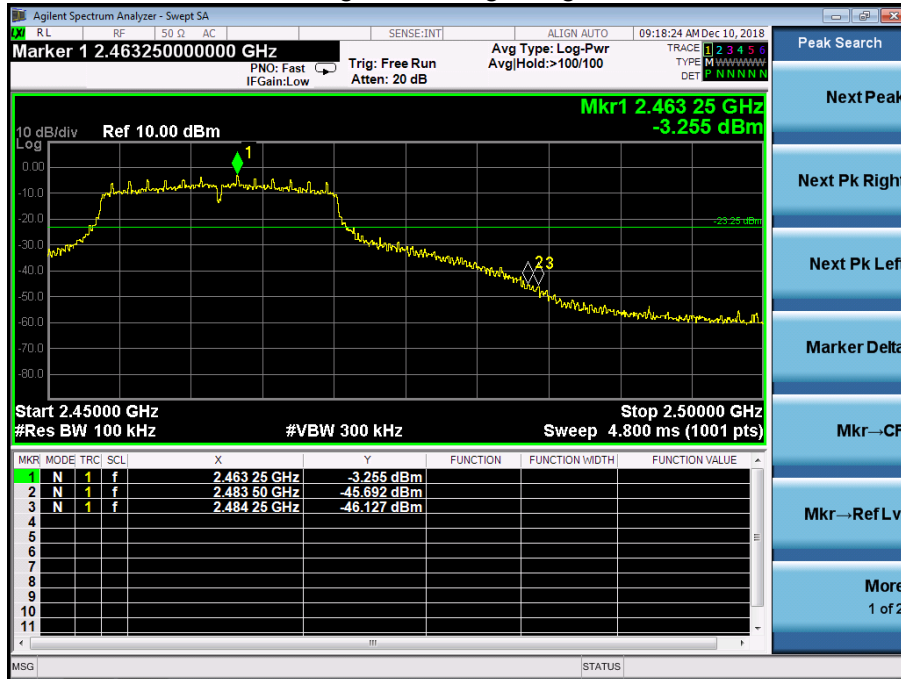 Agilent Spectrum Analyzer - Swept SA
LXI RL RF 50 Ω AC SENSE:INT ALIGN AUTO 09:18:24 AM Dec 10, 2018
Marker 1 2.463250000000 GHz
PNO: Fast
IFGain:Low
Trig: Free Run
Atten: 20 dB
Avg Type: Log-Pwr
Avg|Hold:>100/100
TRACE 1 2 3 4 5 6
TYPE M WWWWW
DET P N N N N N
Mkr1 2.463 25 GHz
-3.255 dBm
10 dB/div Ref 10.00 dBm
Log
1
0.00
-10.0
-20.0
-23.25 dBm
-30.0
-40.0
2 3
-50.0
-60.0
-70.0
-80.0
Start 2.45000 GHz Stop 2.50000 GHz
#Res BW 100 kHz #VBW 300 kHz Sweep 4.800 ms (1001 pts)
MKR MODE TRC SCL X Y FUNCTION FUNCTION WIDTH FUNCTION VALUE
1 N 1 f 2.463 25 GHz -3.255 dBm
2 N 1 f 2.483 50 GHz -45.692 dBm
3 N 1 f 2.484 25 GHz -46.127 dBm
4
5
6
7
8
9
10
11
MSG STATUS
Peak Search
Next Peak
Next Pk Right
Next Pk Left
Marker Delta
Mkr→CF
Mkr→Ref Lv
More
1 of 2